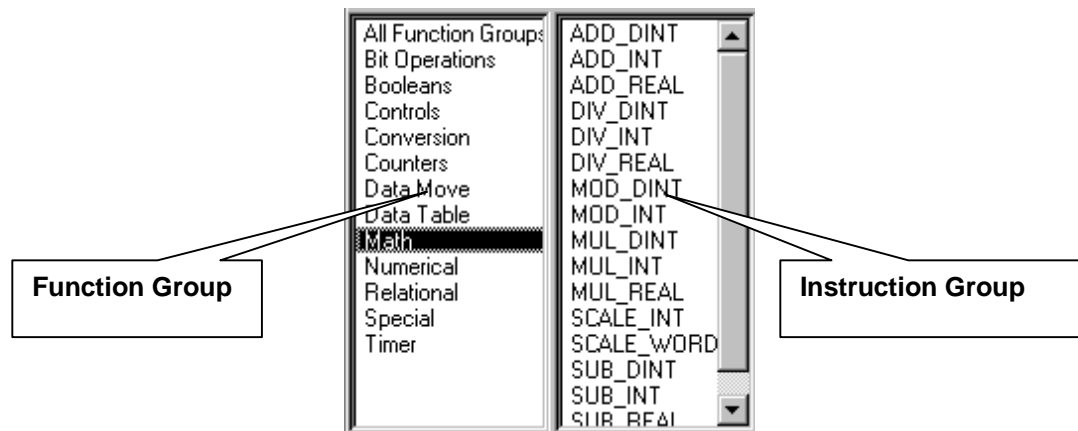 All Function Groups
Bit Operations
Booleans
Controls
Conversion
Counters
Data Move
Data Table
Math
Numerical
Relational
Special
Timer
ADD_DINT
ADD_INT
ADD_REAL
DIV_DINT
DIV_INT
DIV_REAL
MOD_DINT
MOD_INT
MUL_DINT
MUL_INT
MUL_REAL
SCALE_INT
SCALE_WORD
SUB_DINT
SUB_INT
SUB_REAL
Function Group
Instruction Group